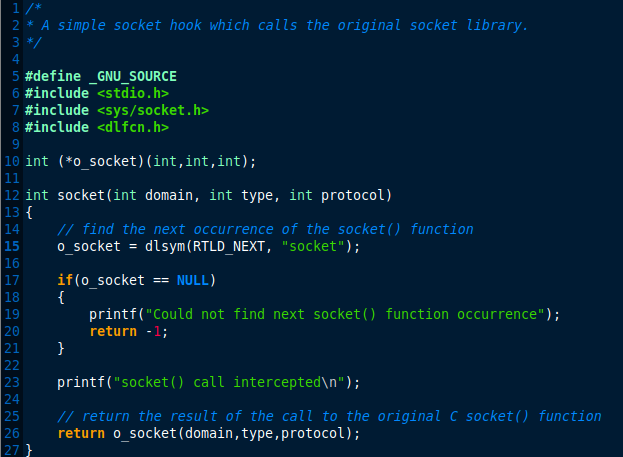 1 /*
2 * A simple socket hook which calls the original socket library.
3 */
4
5 #define _GNU_SOURCE
6 #include <stdio.h>
7 #include <sys/socket.h>
8 #include <dlfcn.h>
9
10 int (*o_socket)(int,int,int);
11
12 int socket(int domain, int type, int protocol)
13 {
14     // find the next occurrence of the socket() function
15     o_socket = dlsym(RTLD_NEXT, "socket");
16
17     if(o_socket == NULL)
18     {
19         printf("Could not find next socket() function occurrence");
20         return -1;
21     }
22
23     printf("socket() call intercepted\n");
24
25     // return the result of the call to the original C socket() function
26     return o_socket(domain,type,protocol);
27 }